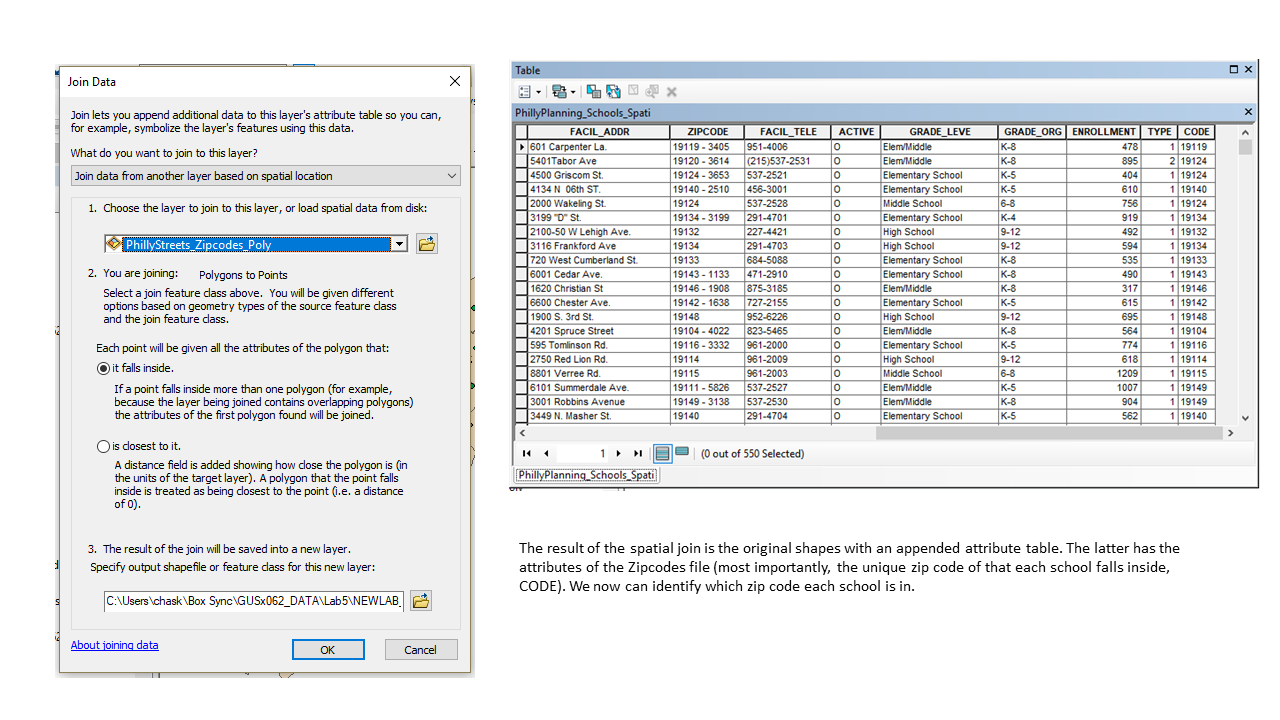 Join Data
Join lets you append additional data to this layer's attribute table so you can,
for example, symbolize the layer's features using this data.
What do you want to join to this layer?
Join data from another layer based on spatial location
1. Choose the layer to join to this layer, or load spatial data from disk:
PhillyStreets_Zipcodes_Poly
2. You are joining: Polygons to Points
Select a join feature class above. You will be given different
options based on geometry types of the source feature class
and the join feature class.
Each point will be given all the attributes of the polygon that:
it falls inside.
If a point falls inside more than one polygon (for example,
because the layer being joined contains overlapping polygons)
the attributes of the first polygon found will be joined.
is closest to it.
A distance field is added showing how close the polygon is (in
the units of the target layer). A polygon that the point falls
inside is treated as being closest to the point (i.e. a distance
of 0).
3. The result of the join will be saved into a new layer.
Specify output shapefile or feature class for this new layer:
C:\Users\chask\Box Sync\GUSx062_DATA\Lab5\NEWLAB_
About joining data
OK
Cancel
Table
PhillyPlanning_Schools_Spati
FACIL_ADDR ZIPCODE FACIL_TELE ACTIVE GRADE_LEVE GRADE_ORG ENROLLMENT TYPE CODE
601 Carpenter La. 19119 - 3405 951-4006 O Elem/Middle K-8 478 1 19119
5401Tabor Ave 19120 - 3614 (215)537-2531 O Elem/Middle K-8 895 2 19124
4500 Griscom St. 19124 - 3653 537-2521 O Elementary School K-5 404 1 19124
4134 N 06th ST. 19140 - 2510 456-3001 O Elementary School K-5 610 1 19140
2000 Wakeling St. 19124 537-2528 O Middle School 6-8 756 1 19124
3199 "D" St. 19134 - 3199 291-4701 O Elementary School K-4 919 1 19134
2100-50 W Lehigh Ave. 19132 227-4421 O High School 9-12 492 1 19132
3116 Frankford Ave 19134 291-4703 O High School 9-12 594 1 19134
720 West Cumberland St. 19133 684-5088 O Elem/Middle K-8 535 1 19133
6001 Cedar Ave. 19143 - 1133 471-2910 O Elem/Middle K-8 490 1 19143
1620 Christian St 19146 - 1908 875-3185 O Elem/Middle K-8 317 1 19146
6600 Chester Ave. 19142 - 1638 727-2155 O Elementary School K-5 615 1 19142
1900 S. 3rd St. 19148 952-6226 O High School 9-12 695 1 19148
4201 Spruce Street 19104 - 4022 823-5465 O Elem/Middle K-8 564 1 19104
595 Tomlinson Rd. 19116 - 3332 961-2000 O Elementary School K-5 774 1 19116
2750 Red Lion Rd. 19114 961-2009 O High School 9-12 618 1 19114
8801 Verree Rd. 19115 961-2003 O Middle School 6-8 1209 1 19115
6101 Summerdale Ave. 19111 - 5826 537-2527 O Elem/Middle K-5 1007 1 19149
3001 Robbins Avenue 19149 - 3138 537-2530 O Elem/Middle K-8 904 1 19149
3449 N. Masher St. 19140 291-4704 O Elementary School K-5 562 1 19140
1 (0 out of 550 Selected)
PhillyPlanning_Schools_Spati
The result of the spatial join is the original shapes with an appended attribute table. The latter has the
attributes of the Zipcodes file (most importantly, the unique zip code of that each school falls inside,
CODE). We now can identify which zip code each school is in.